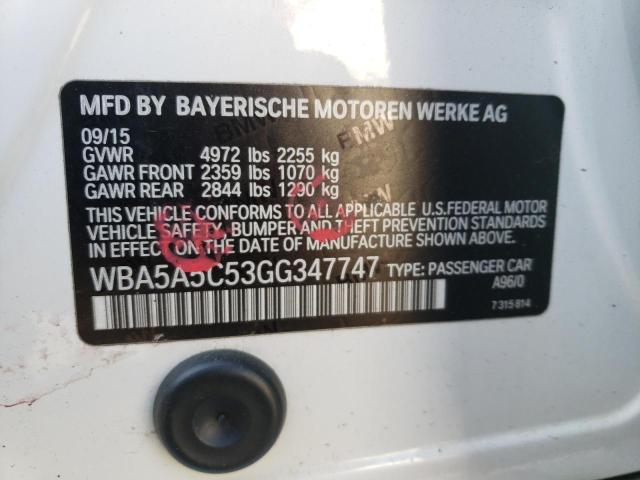 MFD BY BAYERISCHE MOTOREN WERKE AG
09/15
GVWR 4972 lbs 2255 kg
GAWR FRONT 2359 lbs 1070 kg
GAWR REAR 2844 lbs 1290 kg
THIS VEHICLE CONFORMS TO ALL APPLICABLE U.S. FEDERAL MOTOR
VEHICLE SAFETY, BUMPER AND THEFT PREVENTION STANDARDS
IN EFFECT ON THE DATE OF MANUFACTURE SHOWN ABOVE.
WBA5A5C53GG347747 TYPE: PASSENGER CAR
A96/0
7 315 814